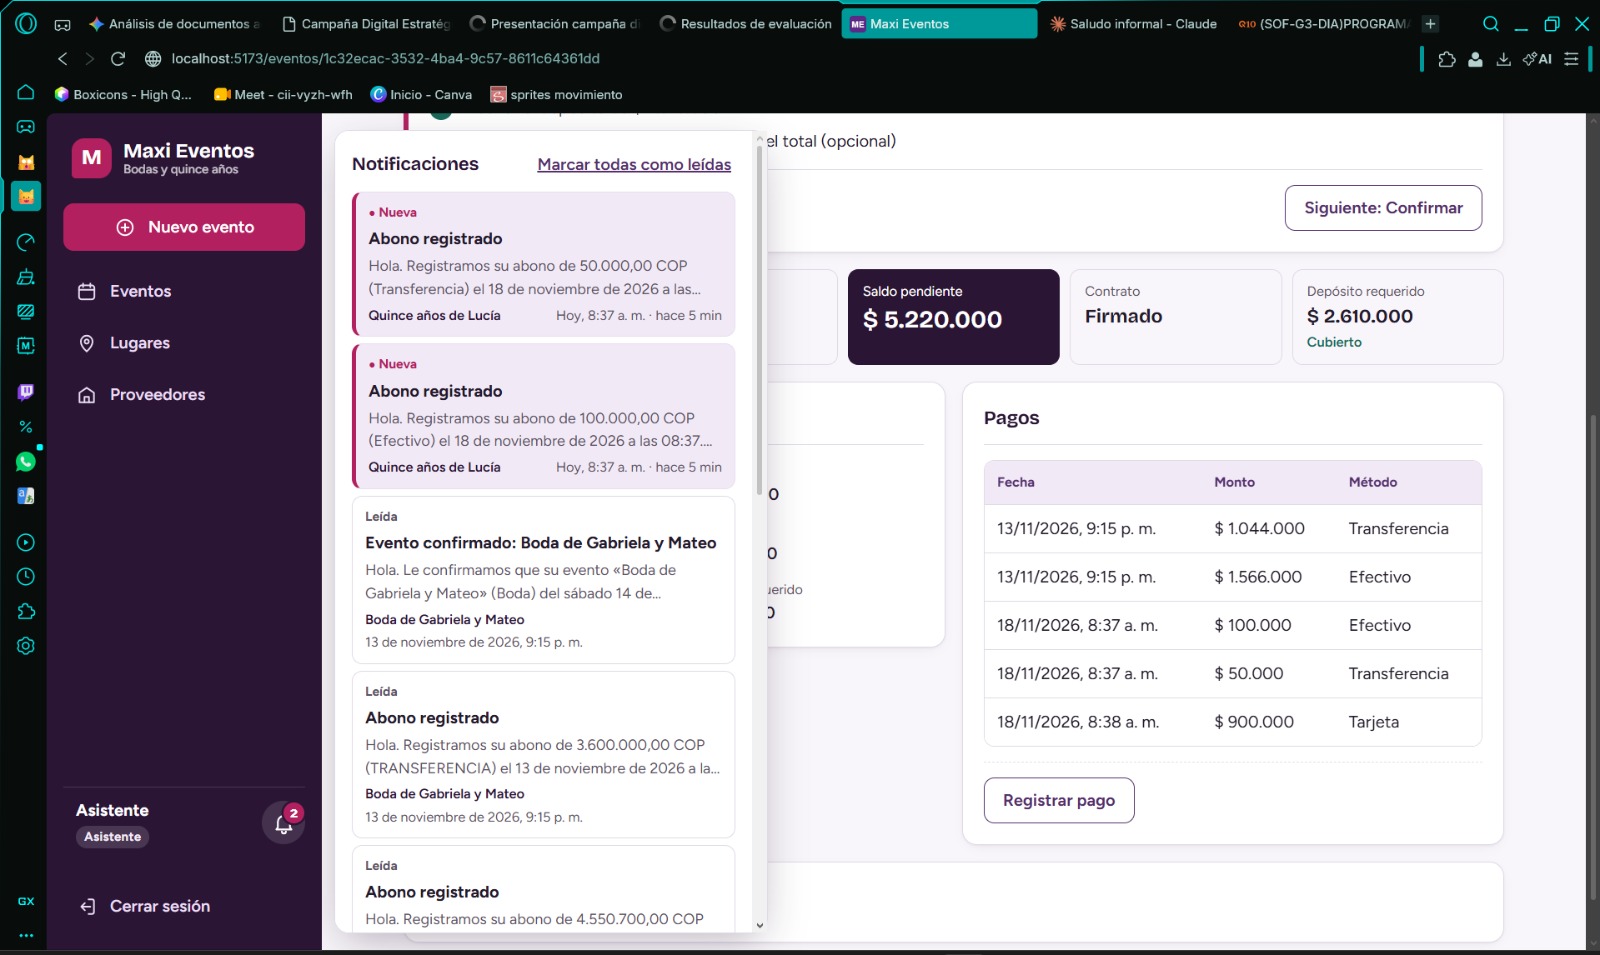 Análisis de documentos a
Campaña Digital Estratég
Presentación campaña di
Resultados de evaluación
ME Maxi Eventos
Saludo informal - Claude
Q10 (SOF-G3-DIA)PROGRAMA
localhost:5173/eventos/1c32ecac-3532-4ba4-9c57-8611c64361dd
AI
Boxicons - High Q...
Meet - cii-vyzh-wfh
Inicio - Canva
sprites movimiento
M
Maxi Eventos
Bodas y quince años
Nuevo evento
Eventos
Lugares
Proveedores
Asistente
Asistente
2
Cerrar sesión
GX
Notificaciones
Marcar todas como leídas
• Nueva
Abono registrado
Hola. Registramos su abono de 50.000,00 COP
(Transferencia) el 18 de noviembre de 2026 a las...
Quince años de Lucía
Hoy, 8:37 a. m. · hace 5 min
• Nueva
Abono registrado
Hola. Registramos su abono de 100.000,00 COP
(Efectivo) el 18 de noviembre de 2026 a las 08:37....
Quince años de Lucía
Hoy, 8:37 a. m. · hace 5 min
Leída
Evento confirmado: Boda de Gabriela y Mateo
Hola. Le confirmamos que su evento «Boda de
Gabriela y Mateo» (Boda) del sábado 14 de...
Boda de Gabriela y Mateo
13 de noviembre de 2026, 9:15 p. m.
Leída
Abono registrado
Hola. Registramos su abono de 3.600.000,00 COP
(TRANSFERENCIA) el 13 de noviembre de 2026 a la...
Boda de Gabriela y Mateo
13 de noviembre de 2026, 9:15 p. m.
Leída
Abono registrado
Hola. Registramos su abono de 4.550.700,00 COP
el total (opcional)
Siguiente: Confirmar
Saldo pendiente
$ 5.220.000
Contrato
Firmado
Depósito requerido
$ 2.610.000
Cubierto
0
0
uerido
0
Pagos
Fecha Monto Método
13/11/2026, 9:15 p. m. $ 1.044.000 Transferencia
13/11/2026, 9:15 p. m. $ 1.566.000 Efectivo
18/11/2026, 8:37 a. m. $ 100.000 Efectivo
18/11/2026, 8:37 a. m. $ 50.000 Transferencia
18/11/2026, 8:38 a. m. $ 900.000 Tarjeta
Registrar pago